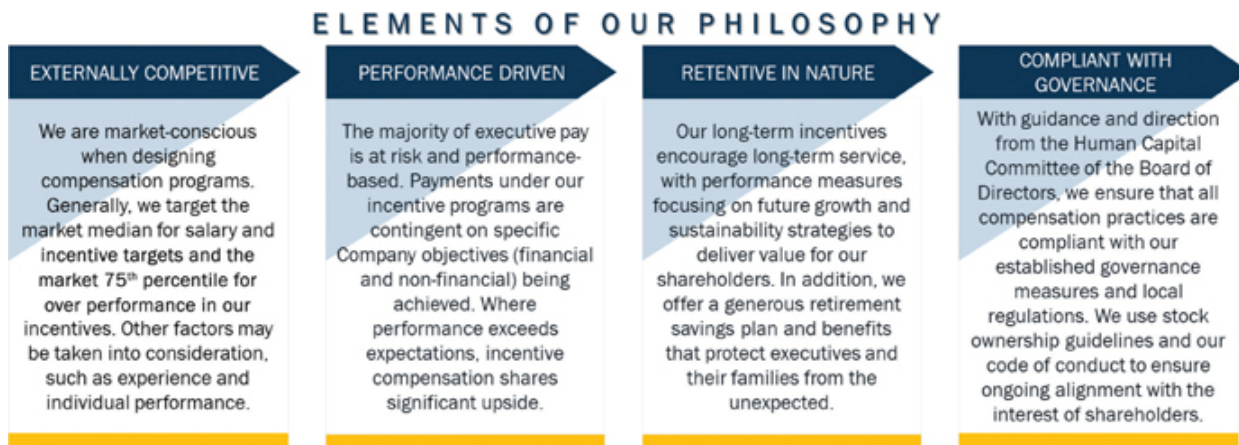 ELEMENTS OF OUR PHILOSOPHY
EXTERNALLY COMPETITIVE
We are market-conscious
when designing
compensation programs.
Generally, we target the
market median for salary and
incentive targets and the
market 75th percentile for
over performance in our
incentives. Other factors may
be taken into consideration,
such as experience and
individual performance.
PERFORMANCE DRIVEN
The majority of executive pay
is at risk and performance-
based. Payments under our
incentive programs are
contingent on specific
Company objectives (financial
and non-financial) being
achieved. Where
performance exceeds
expectations, incentive
compensation shares
significant upside.
RETENTIVE IN NATURE
Our long-term incentives
encourage long-term service,
with performance measures
focusing on future growth and
sustainability strategies to
deliver value for our
shareholders. In addition, we
offer a generous retirement
savings plan and benefits
that protect executives and
their families from the
unexpected.
COMPLIANT WITH
GOVERNANCE
With guidance and direction
from the Human Capital
Committee of the Board of
Directors, we ensure that all
compensation practices are
compliant with our
established governance
measures and local
regulations. We use stock
ownership guidelines and our
code of conduct to ensure
ongoing alignment with the
interest of shareholders.